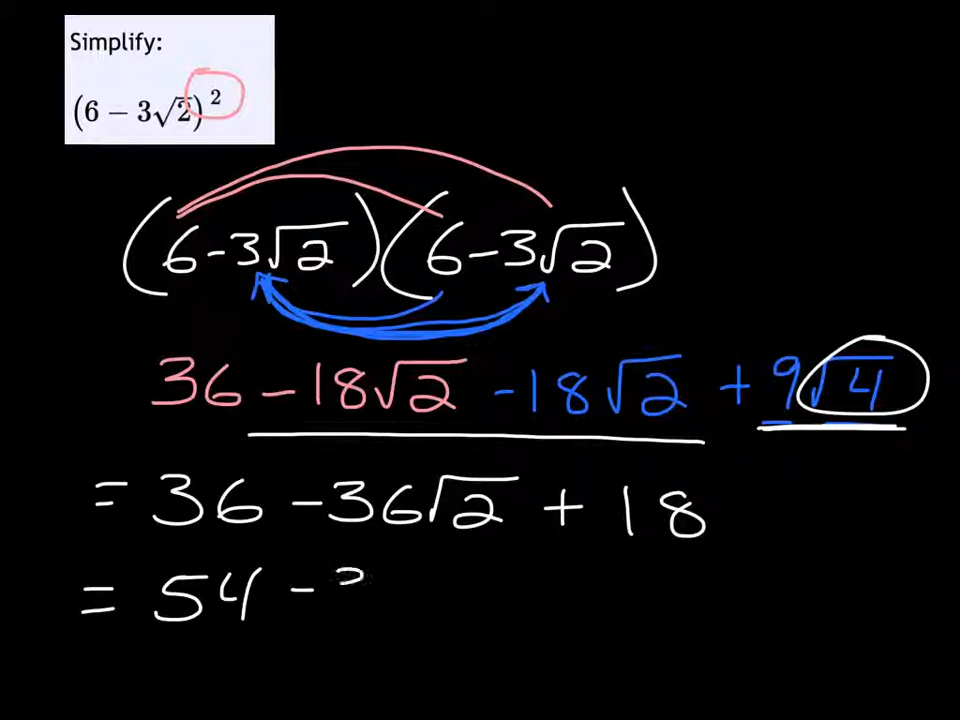 Simplify:
(6 − 3√2)²
(6-3√2)(6-3√2)
36 - 18√2 - 18√2 + 9√4
= 36 - 36√2 + 18
= 54 -